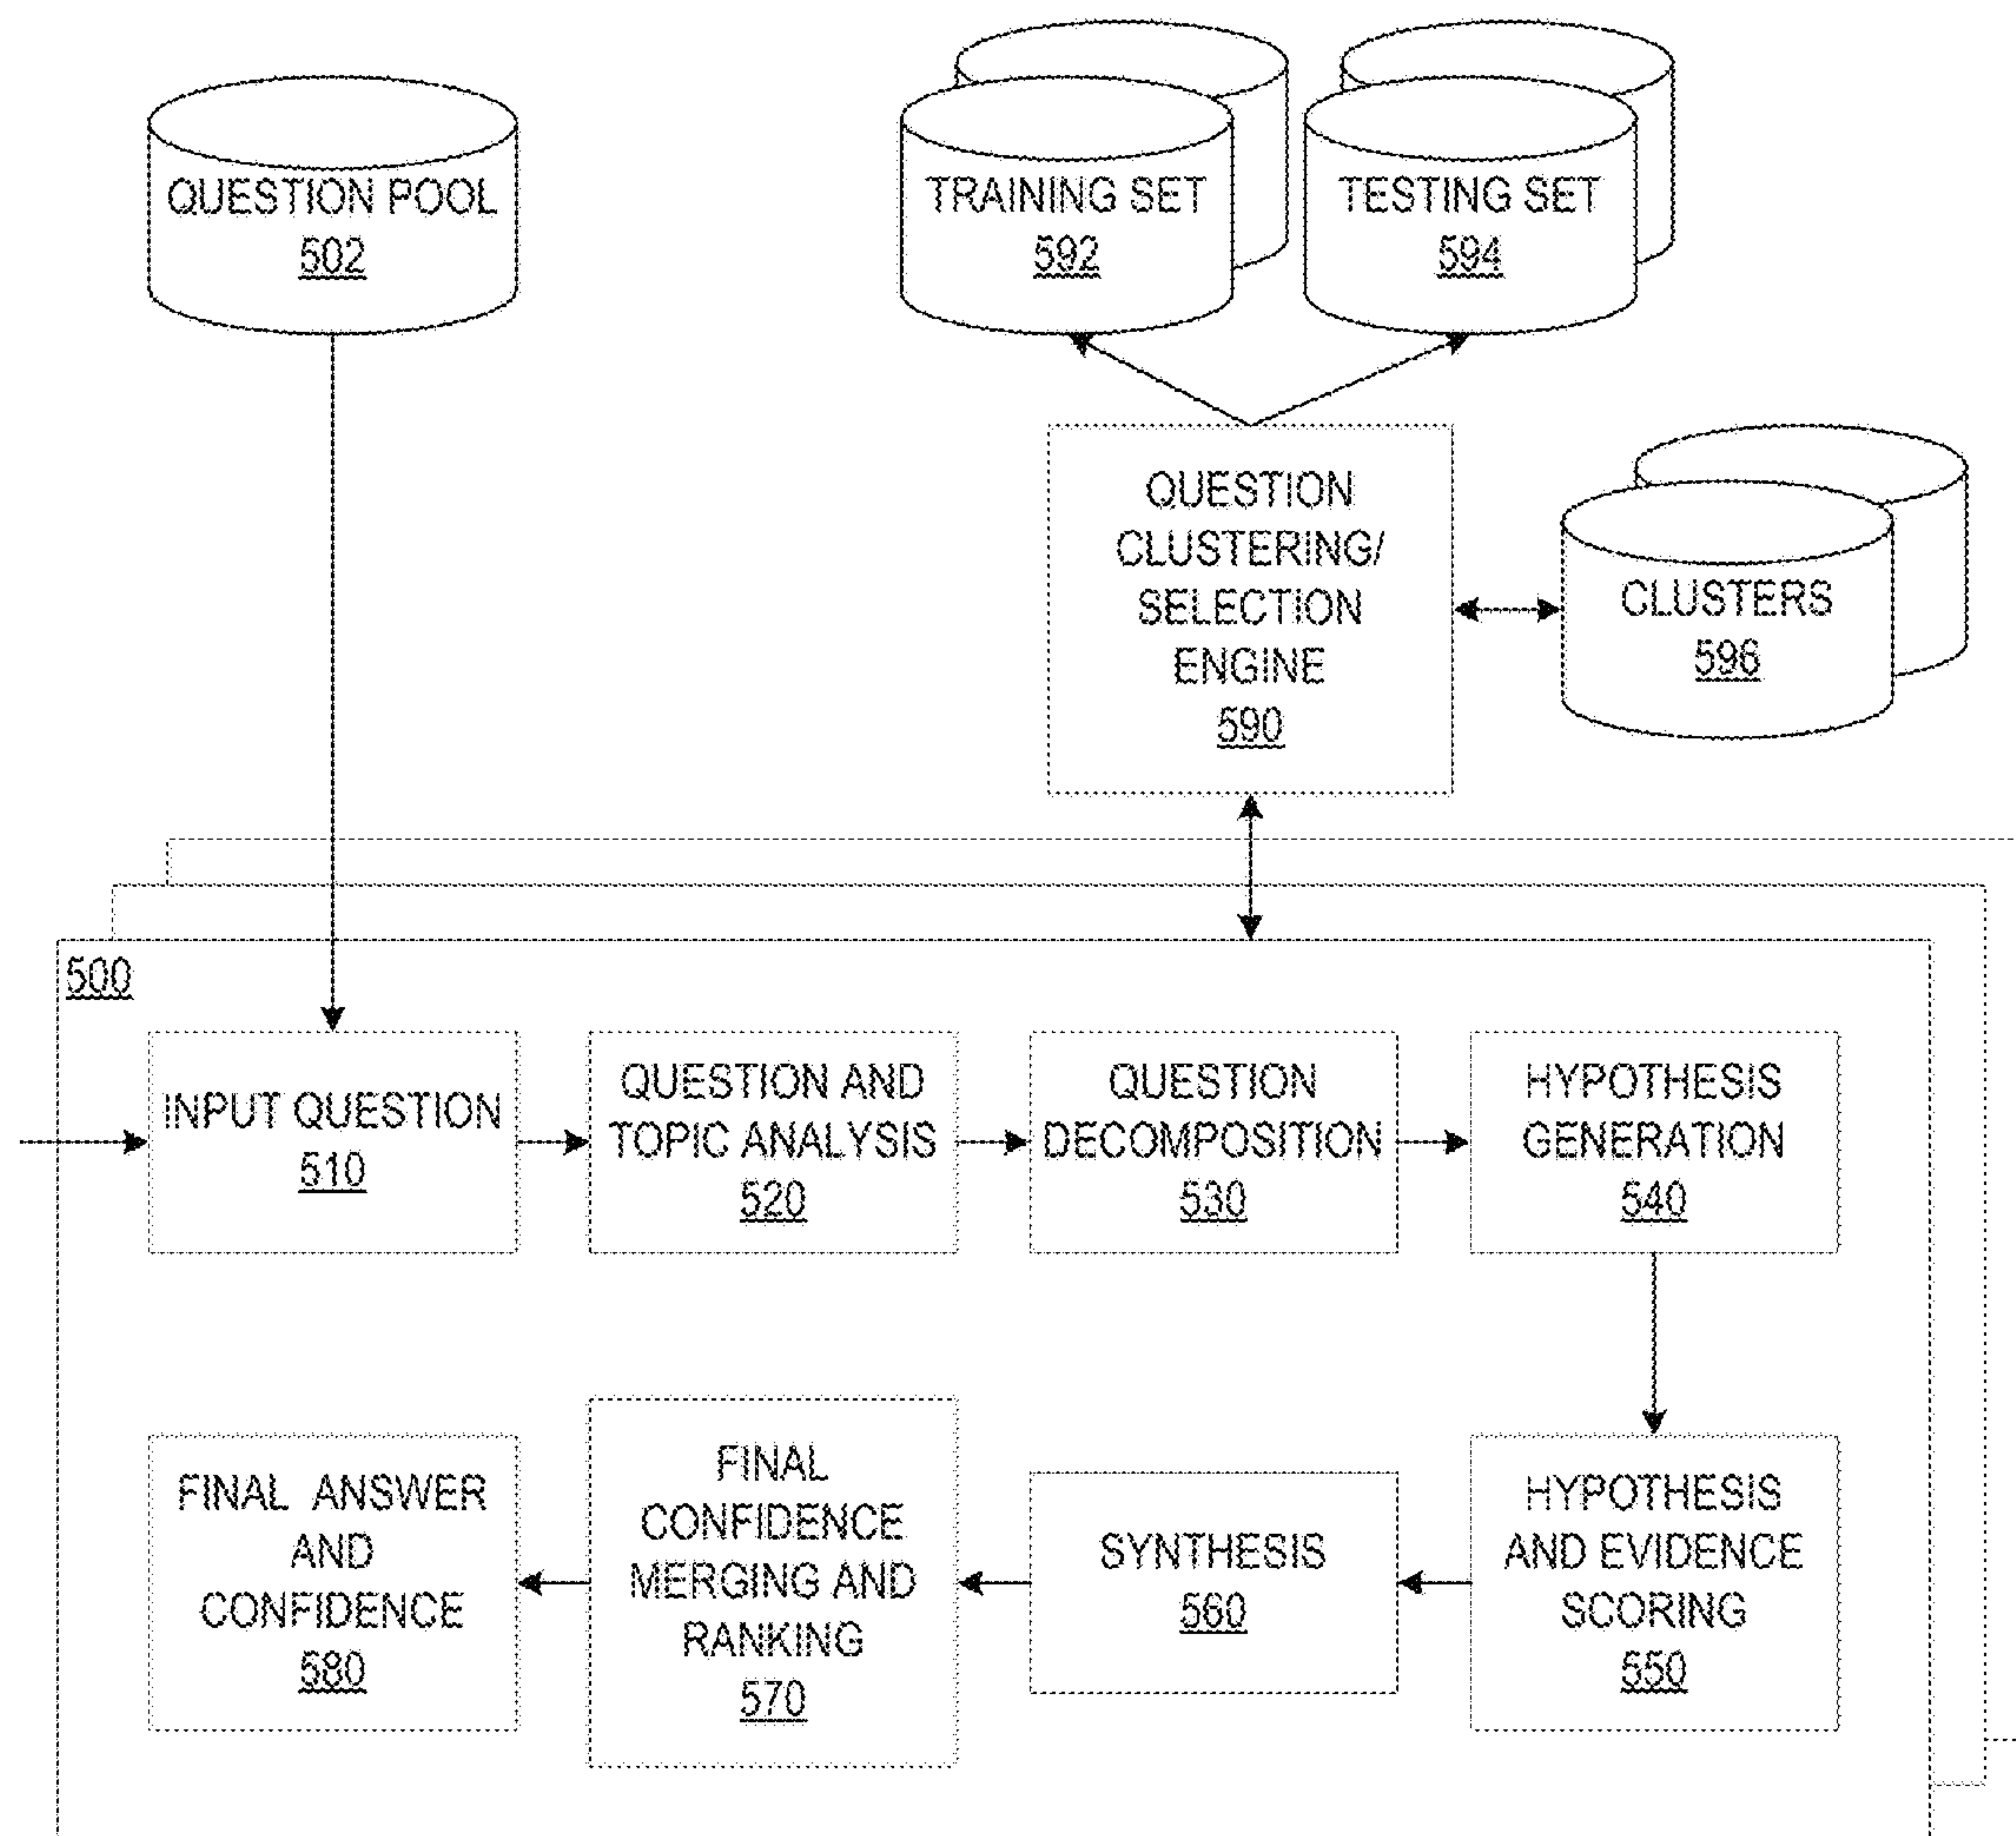 QUESTION POOL
502
TRAINING SET
592
TESTING SET
594
QUESTION
CLUSTERING/
SELECTION
ENGINE
590
CLUSTERS
596
500
INPUT QUESTION
510
QUESTION AND
TOPIC ANALYSIS
520
QUESTION
DECOMPOSITION
530
HYPOTHESIS
GENERATION
540
FINAL ANSWER
AND
CONFIDENCE
580
FINAL
CONFIDENCE
MERGING AND
RANKING
570
SYNTHESIS
560
HYPOTHESIS
AND EVIDENCE
SCORING
550